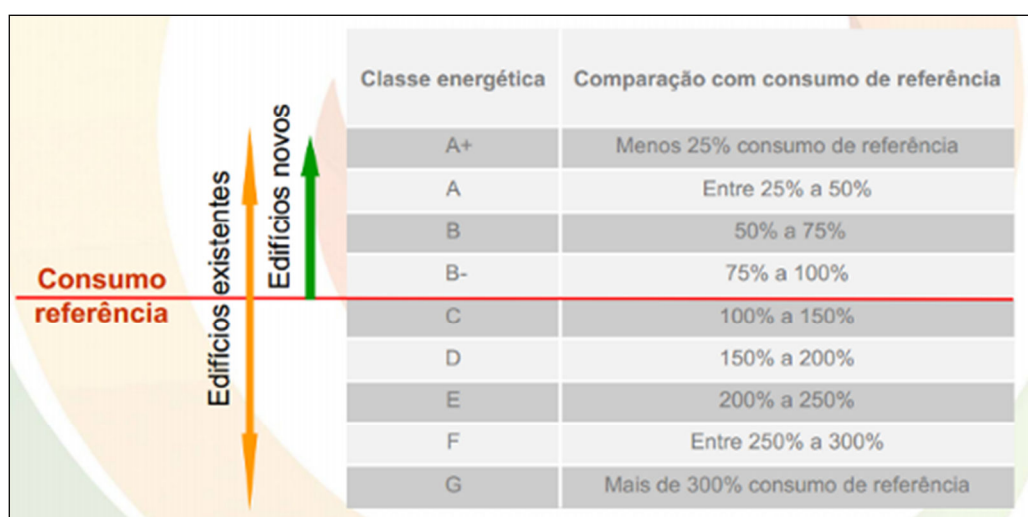 Classe energética Comparação com consumo de referência
A+ Menos 25% consumo de referência
A Entre 25% a 50%
B 50% a 75%
B- 75% a 100%
C 100% a 150%
D 150% a 200%
E 200% a 250%
F Entre 250% a 300%
G Mais de 300% consumo de referência
Consumo
referência
Edifícios existentes
Edifícios novos